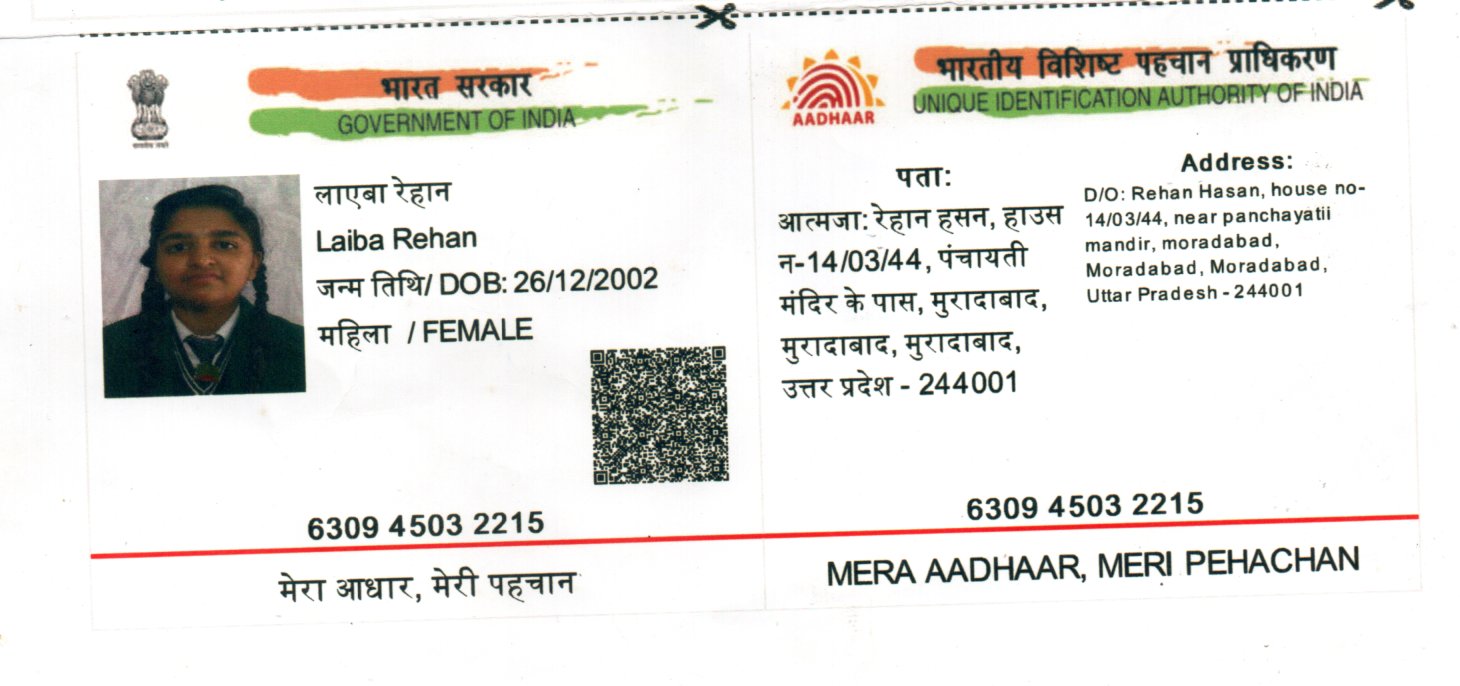 भारत सरकार
GOVERNMENT OF INDIA
लाएबा रेहान
Laiba Rehan
जन्म तिथि/ DOB: 26/12/2002
महिला / FEMALE
6309 4503 2215
मेरा आधार, मेरी पहचान
AADHAAR
भारतीय विशिष्ट पहचान प्राधिकरण
UNIQUE IDENTIFICATION AUTHORITY OF INDIA
पता:
आत्मजा: रेहान हसन, हाउस
न-14/03/44, पंचायती
मंदिर के पास, मुरादाबाद,
मुरादाबाद, मुरादाबाद,
उत्तर प्रदेश - 244001
Address:
D/O: Rehan Hasan, house no-
14/03/44, near panchayatii
mandir, moradabad,
Moradabad, Moradabad,
Uttar Pradesh - 244001
6309 4503 2215
MERA AADHAAR, MERI PEHACHAN